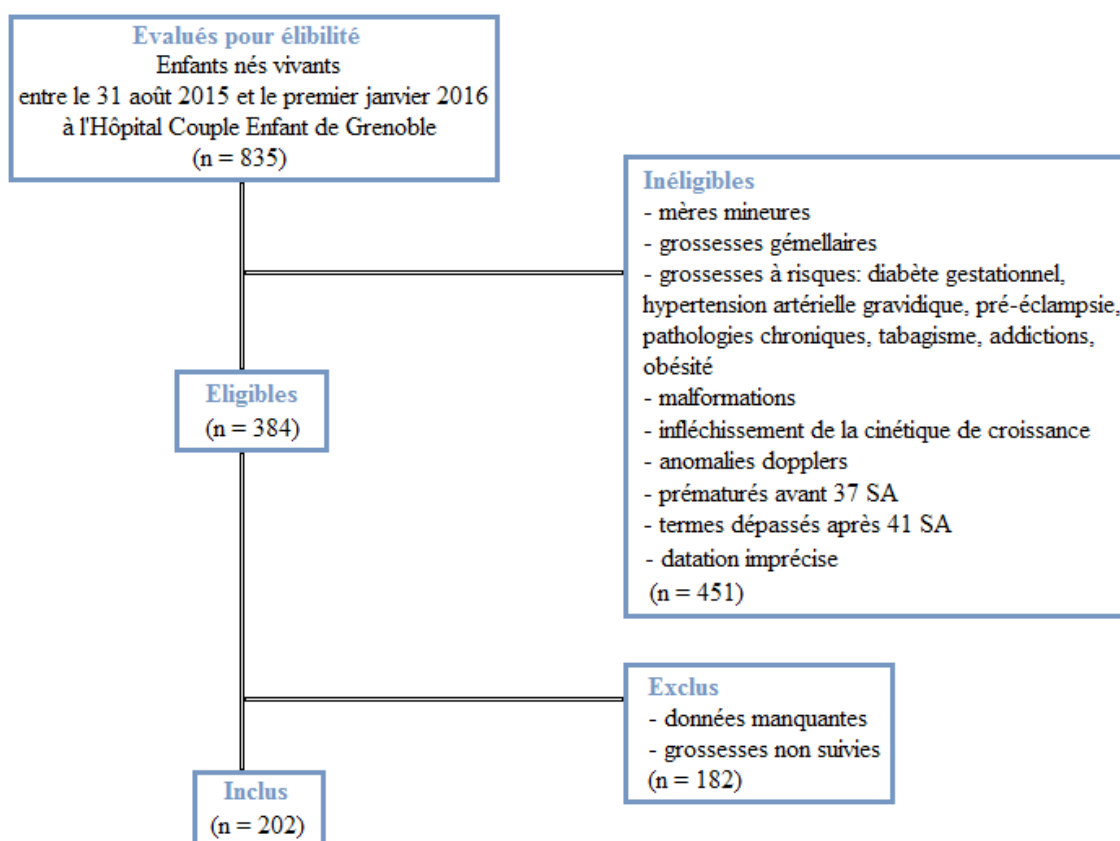 Evalués pour élibilité
Enfants nés vivants
entre le 31 août 2015 et le premier janvier 2016
à l'Hôpital Couple Enfant de Grenoble
(n = 835)
Inéligibles
- mères mineures
- grossesses gémellaires
- grossesses à risques: diabète gestationnel,
hypertension artérielle gravidique, pré-éclampsie,
pathologies chroniques, tabagisme, addictions,
obésité
- malformations
- infléchissement de la cinétique de croissance
- anomalies dopplers
- prématurés avant 37 SA
- termes dépassés après 41 SA
- datation imprécise
(n = 451)
Eligibles
(n = 384)
Exclus
- données manquantes
- grossesses non suivies
(n = 182)
Inclus
(n = 202)